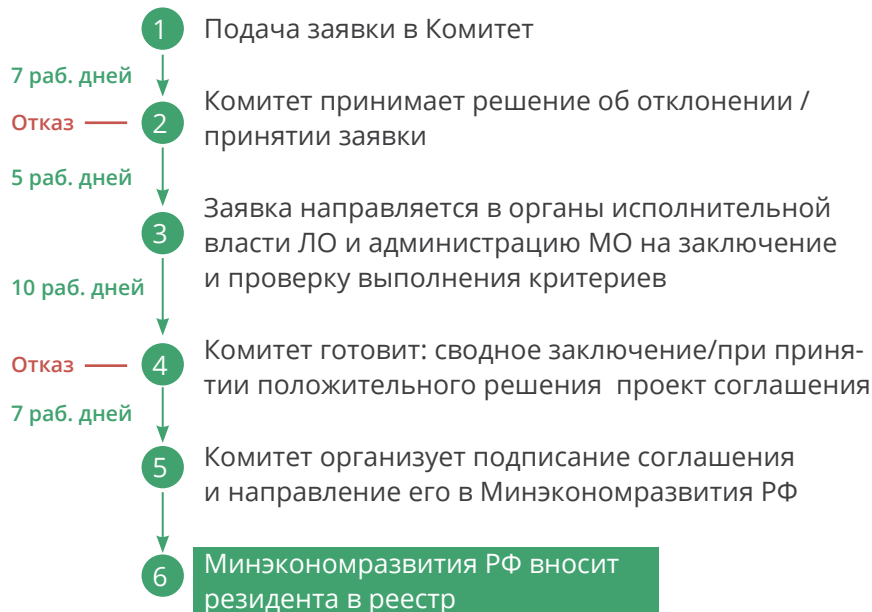 1 Подача заявки в Комитет
7 раб. дней
Комитет принимает решение об отклонении /
Отказ 2
принятии заявки
5 раб. дней
Заявка направляется в органы исполнительной
3 власти ЛО и администрацию МО на заключение
и проверку выполнения критериев
10 раб. дней
Комитет готовит: сводное заключение/при приня-
Отказ 4
тии положительного решения проект соглашения
7 раб. дней
Комитет организует подписание соглашения
5
и направление его в Минэкономразвития РФ
Минэкономразвития РФ вносит
6
резидента в реестр